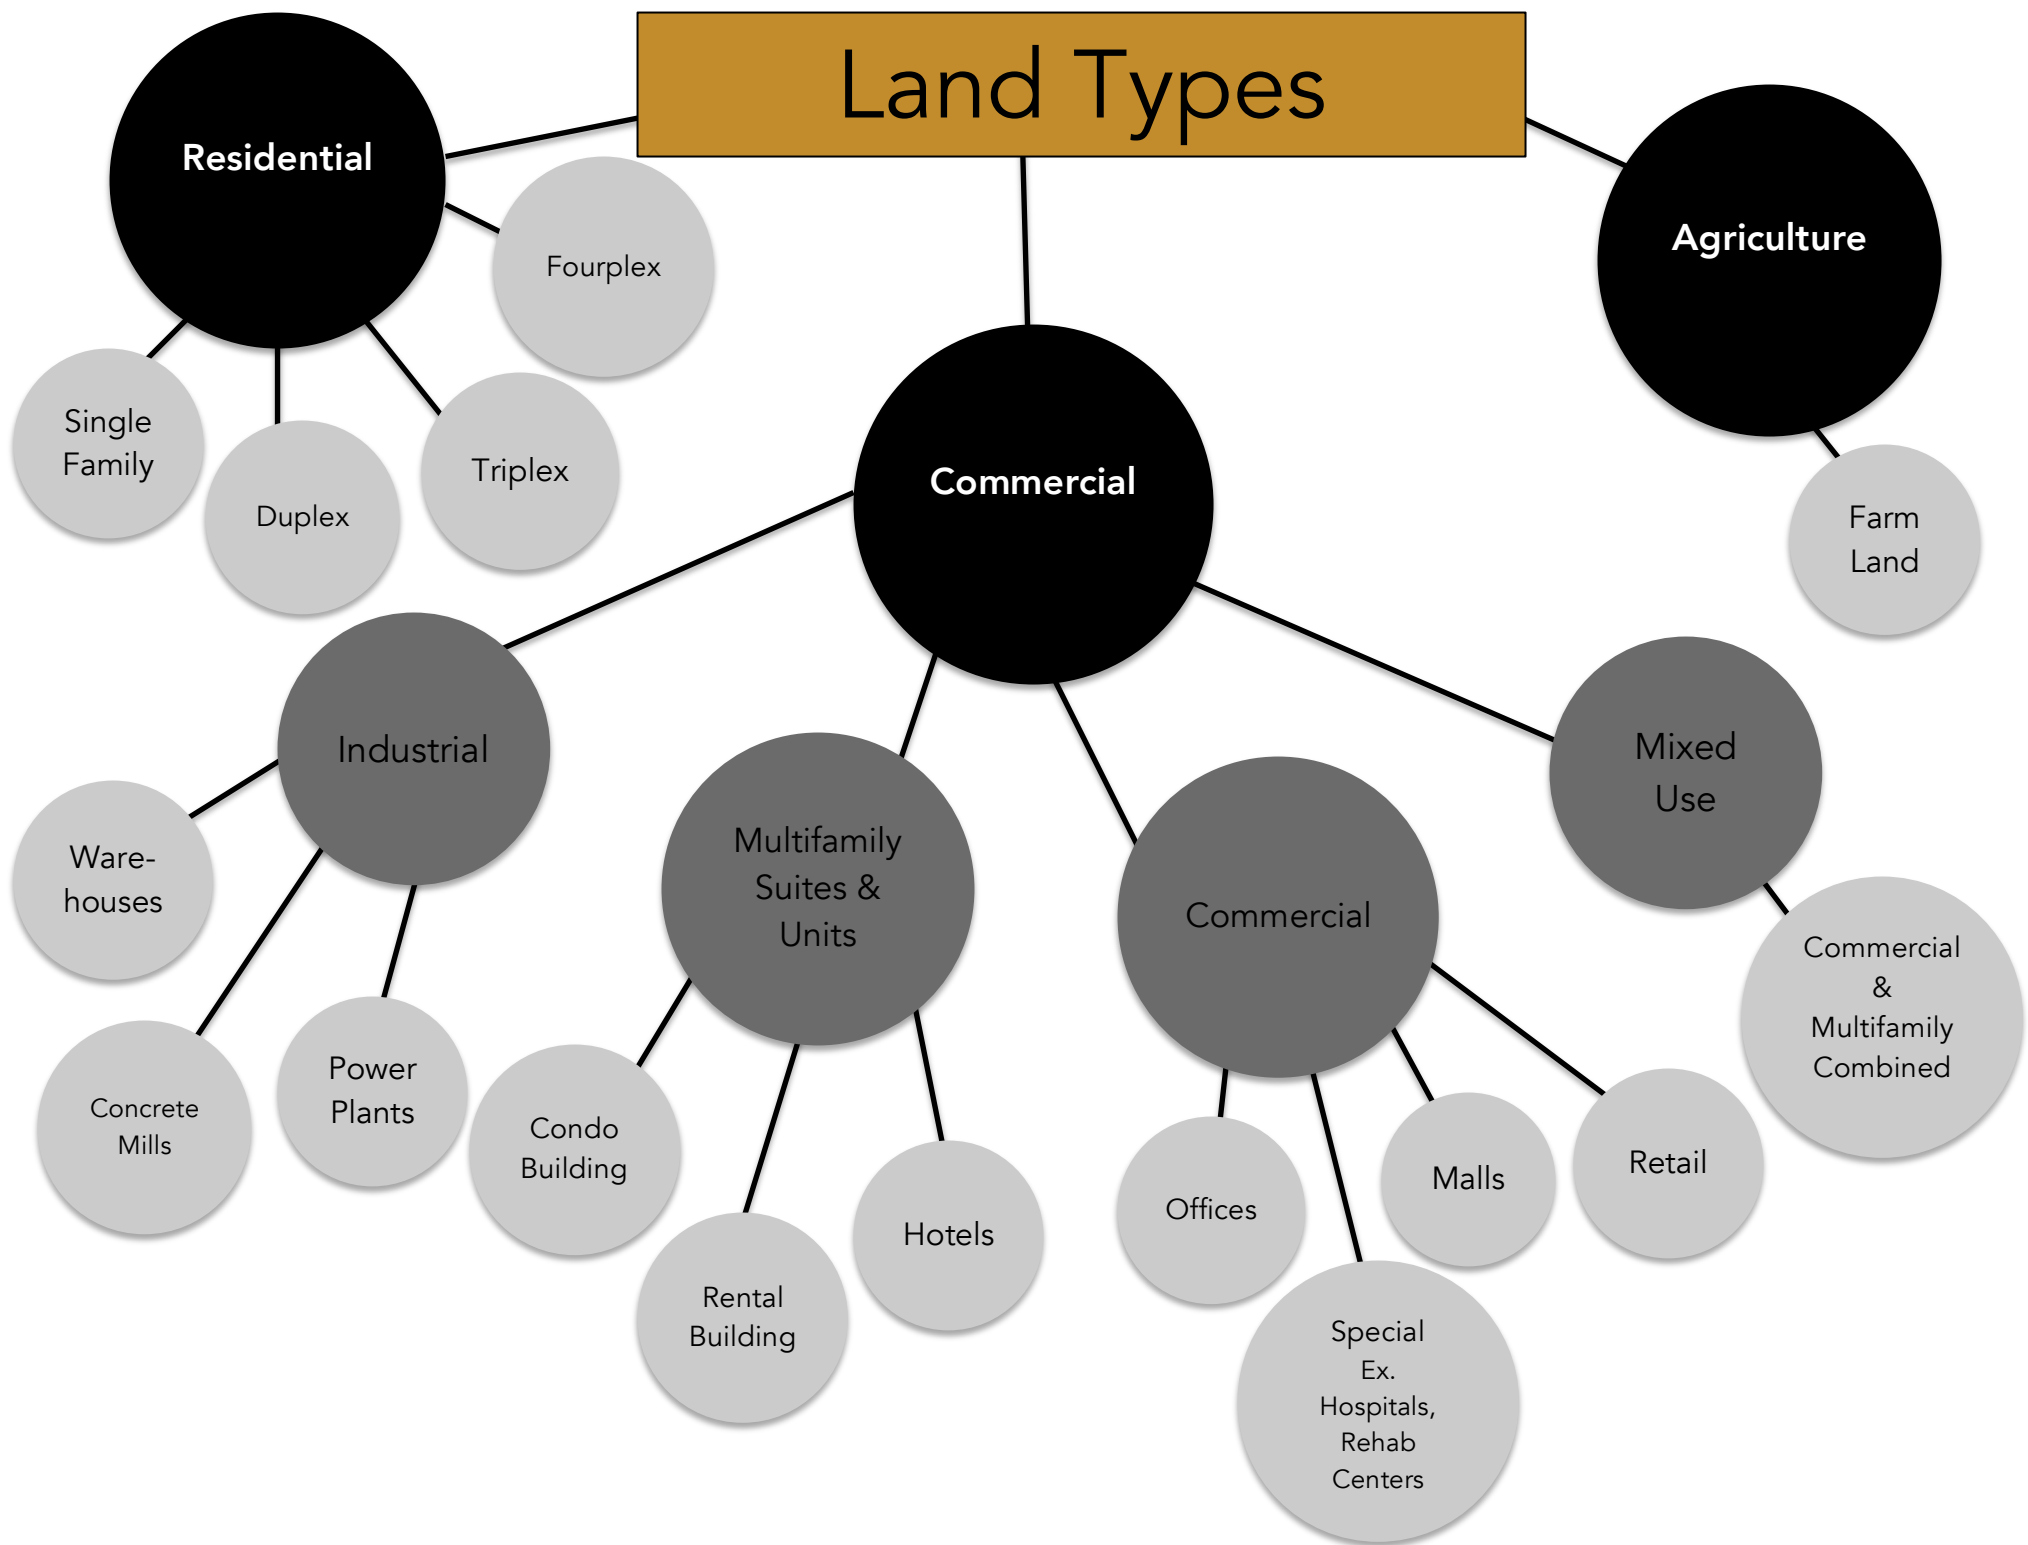 Land Types
Residential
Agriculture
Commercial
Fourplex
Single
Family
Duplex
Triplex
Farm
Land
Industrial
Multifamily
Suites &
Units
Commercial
Mixed
Use
Ware-
houses
Concrete
Mills
Power
Plants
Condo
Building
Rental
Building
Hotels
Offices
Special
Ex.
Hospitals,
Rehab
Centers
Malls
Retail
Commercial
&
Multifamily
Combined